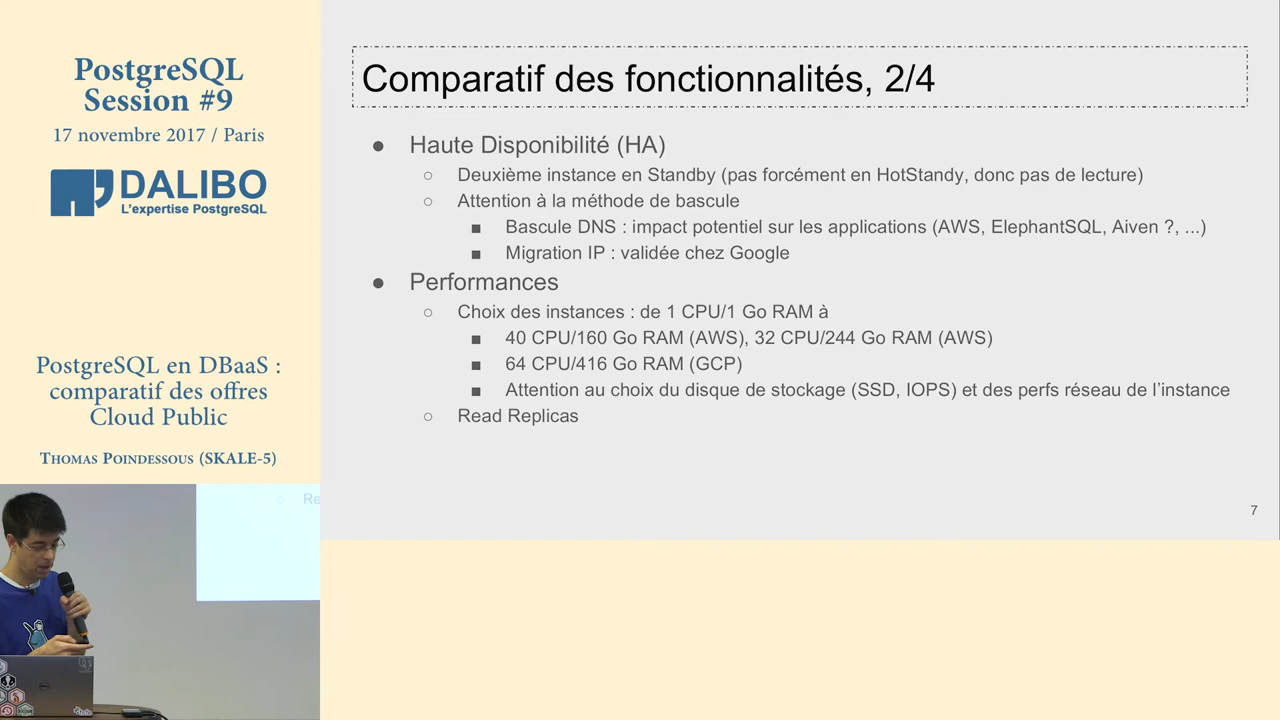 PostgreSQL
Session #9
17 novembre 2017 / Paris
DALIBO
L'expertise PostgreSQL
PostgreSQL en DBaaS :
comparatif des offres
Cloud Public
Thomas Poindessous (SKALE-5)
Re
Comparatif des fonctionnalités, 2/4
● Haute Disponibilité (HA)
○ Deuxième instance en Standby (pas forcément en HotStandy, donc pas de lecture)
○ Attention à la méthode de bascule
■ Bascule DNS : impact potentiel sur les applications (AWS, ElephantSQL, Aiven ?, ...)
■ Migration IP : validée chez Google
● Performances
○ Choix des instances : de 1 CPU/1 Go RAM à
■ 40 CPU/160 Go RAM (AWS), 32 CPU/244 Go RAM (AWS)
■ 64 CPU/416 Go RAM (GCP)
■ Attention au choix du disque de stockage (SSD, IOPS) et des perfs réseau de l’instance
○ Read Replicas
7